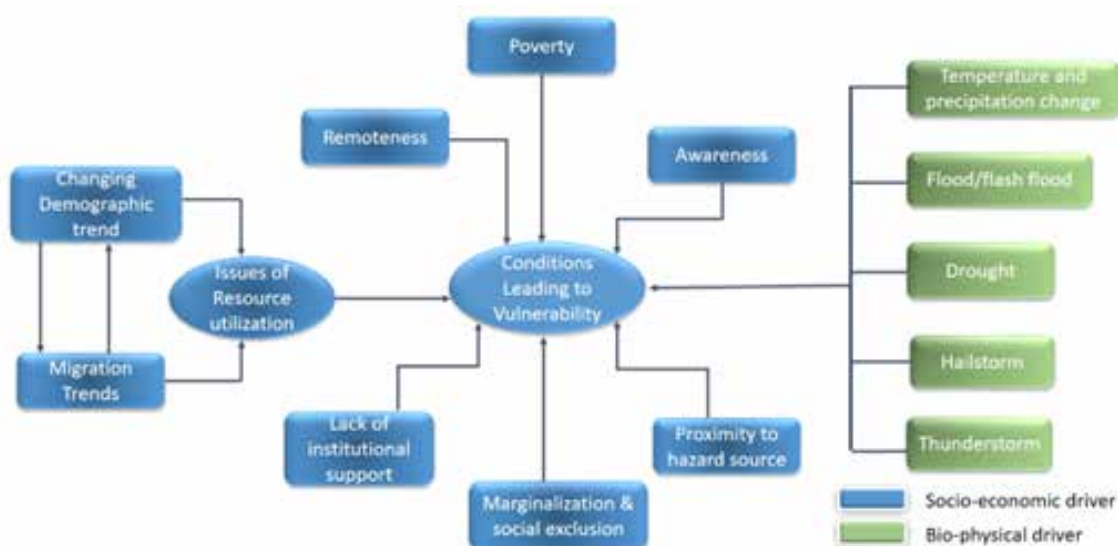 Poverty
Remoteness
Awareness
Changing
Demographic
trend
Issues of
Resource
utilization
Migration
Trends
Conditions
Leading to
Vulnerability
Lack of
institutional
support
Marginalization &
social exclusion
Proximity to
hazard source
Temperature and
precipitation change
Flood/flash flood
Drought
Hailstorm
Thunderstorm
Socio-economic driver
Bio-physical driver